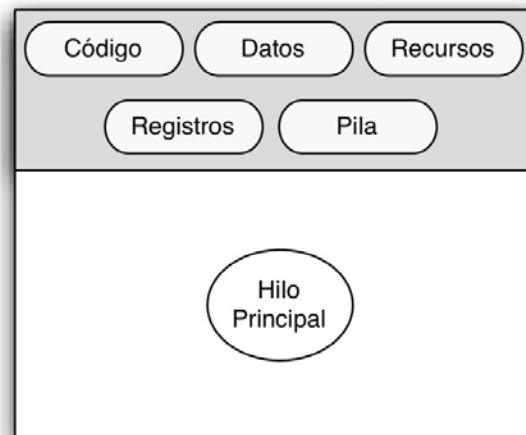 Código
Datos
Recursos
Registros
Pila
Hilo
Principal